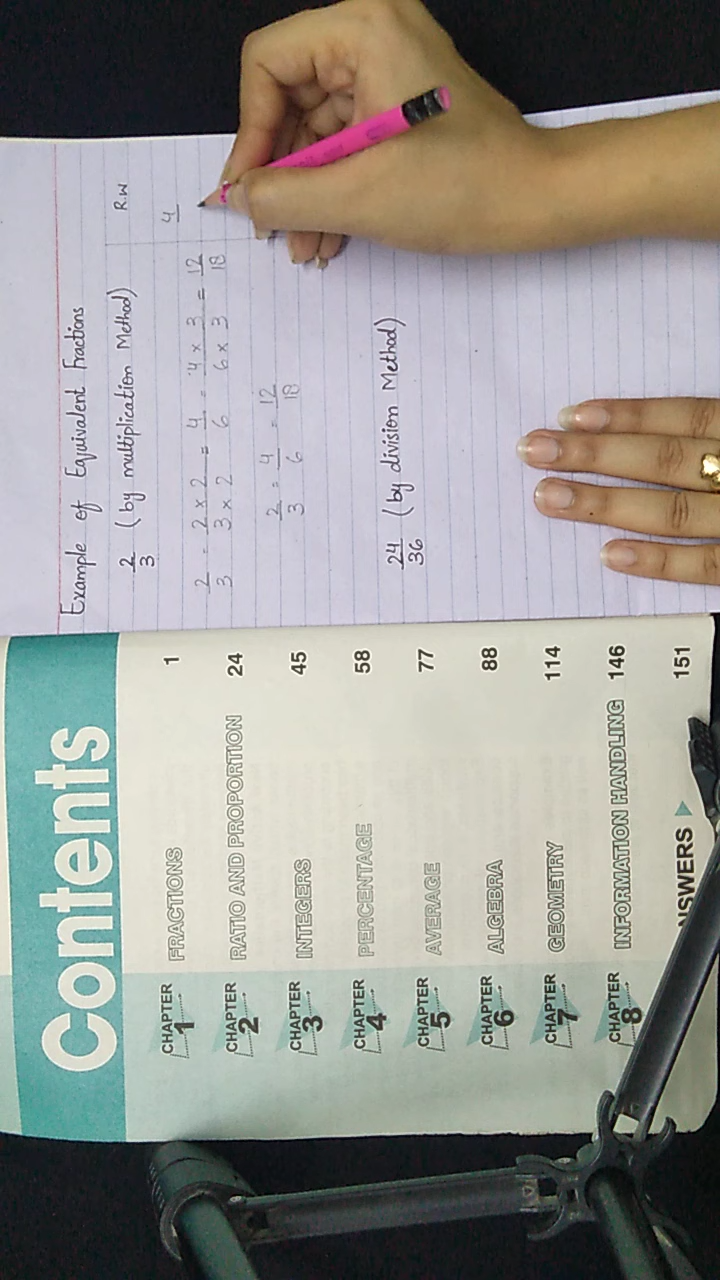 Contents
CHAPTER 1 FRACTIONS 1
CHAPTER 2 RATIO AND PROPORTION 24
CHAPTER 3 INTEGERS 45
CHAPTER 4 PERCENTAGE 58
CHAPTER 5 AVERAGE 77
CHAPTER 6 ALGEBRA 88
CHAPTER 7 GEOMETRY 114
CHAPTER 8 INFORMATION HANDLING 146
151
Example of Equivalent Fractions
2/3 (by multiplication Method)
R.W
4
2/3 = 2 x 2/3 x 2 = 4/6 = 4 x 3/6 x 3 = 12/18
2/3 = 4/6 = 12/18
24/36 (by division Method)